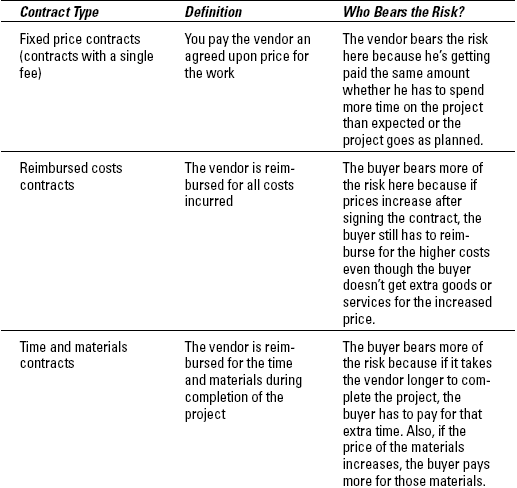 Contract Type Definition Who Bears the Risk?
Fixed price contracts
(contracts with a single
fee)
You pay the vendor an
agreed upon price for
the work
The vendor bears the risk
here because he's getting
paid the same amount
whether he has to spend
more time on the project
than expected or the
project goes as planned.
Reimbursed costs
contracts
The vendor is reim-
bursed for all costs
incurred
The buyer bears more of
the risk here because if
prices increase after
signing the contract, the
buyer still has to reim-
burse for the higher costs
even though the buyer
doesn't get extra goods or
services for the increased
price.
Time and materials
contracts
The vendor is reim-
bursed for the time
and materials during
completion of the
project
The buyer bears more of
the risk because if it takes
the vendor longer to com-
plete the project, the
buyer has to pay for that
extra time. Also, if the
price of the materials
increases, the buyer pays
more for those materials.